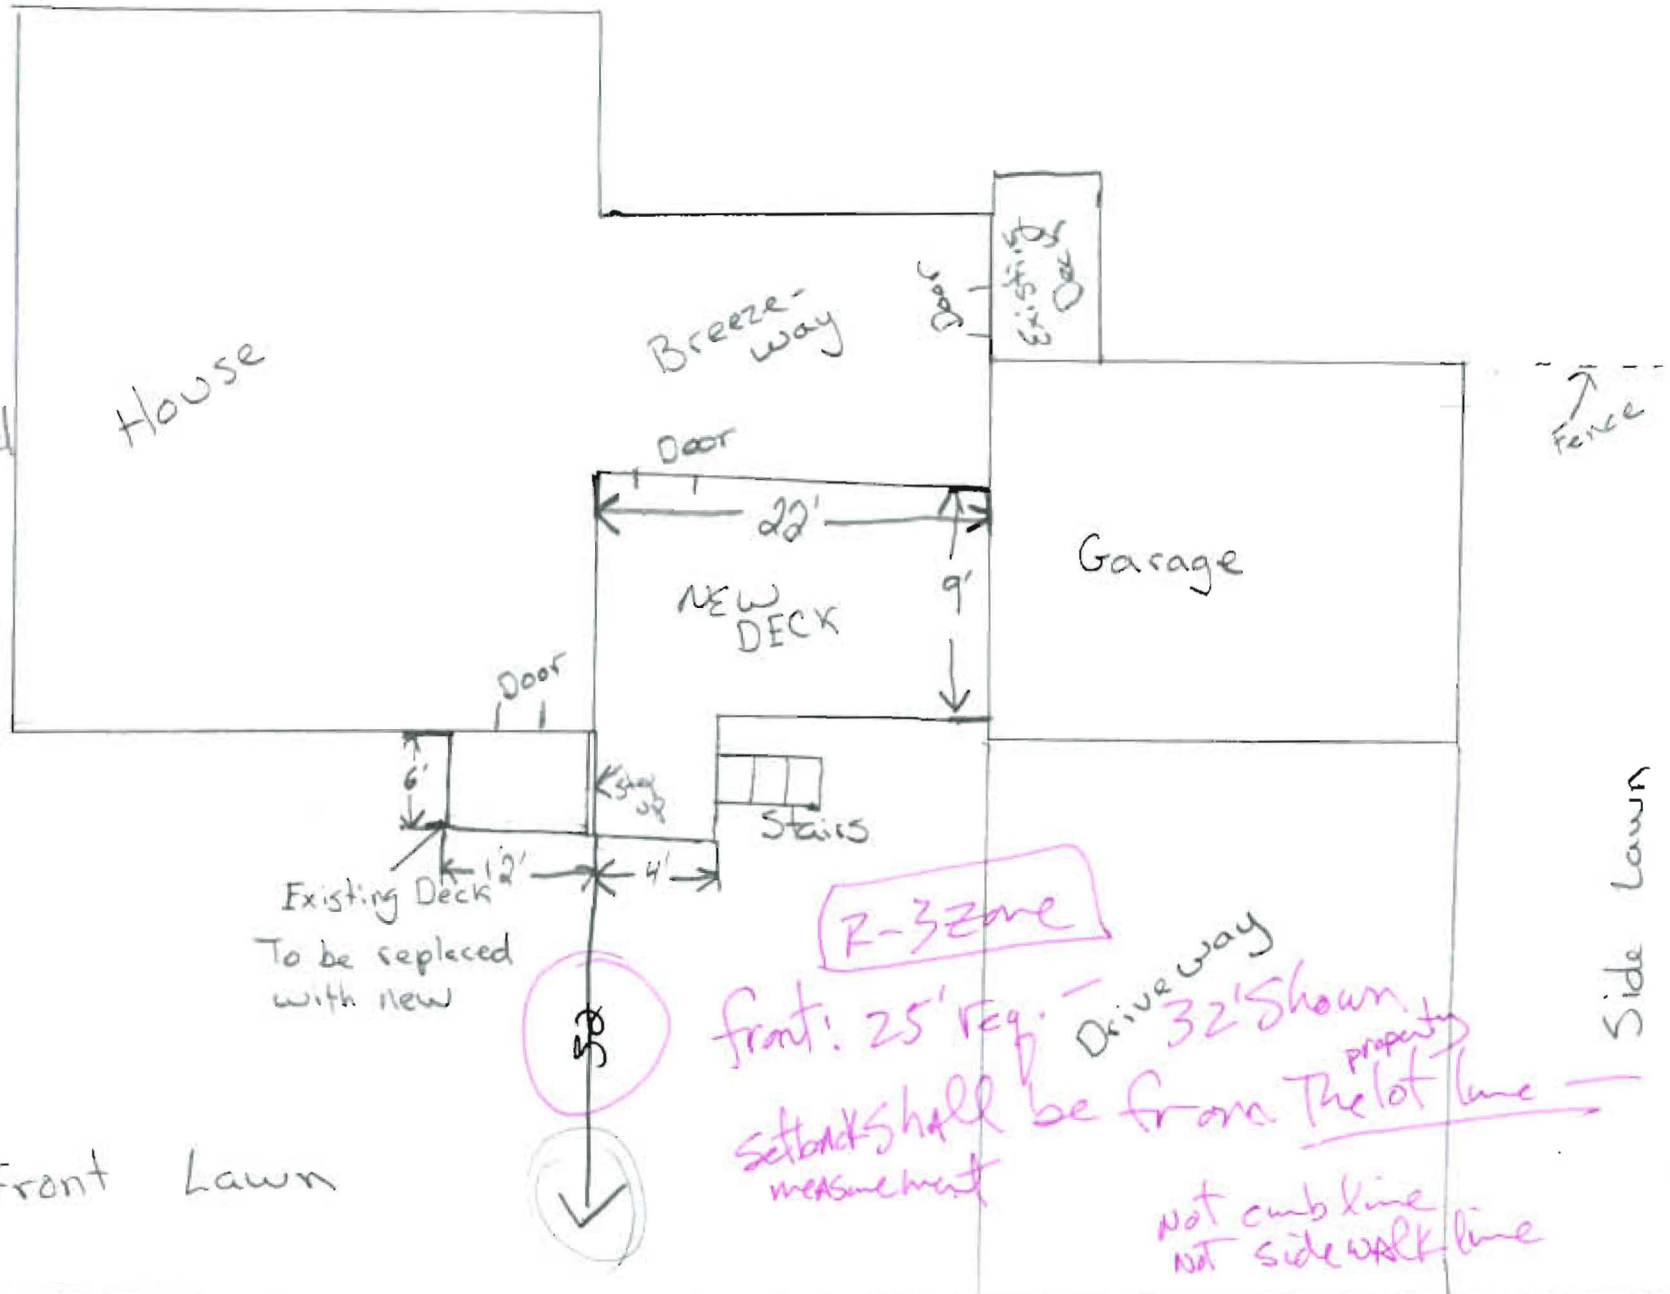 House
Breeze-
way
Door
Existing
Deck
Fence
Door
22'
9'
NEW
DECK
Garage
Door
6'
step
up
Stairs
12'
4'
Existing Deck
To be replaced
with new
R-3 zone
front: 25' req. - 32' Shown
Driveway
property
setback shall be from The lot line —
measurement
Not curb line
Not sidewalk line
Side Lawn
Front Lawn